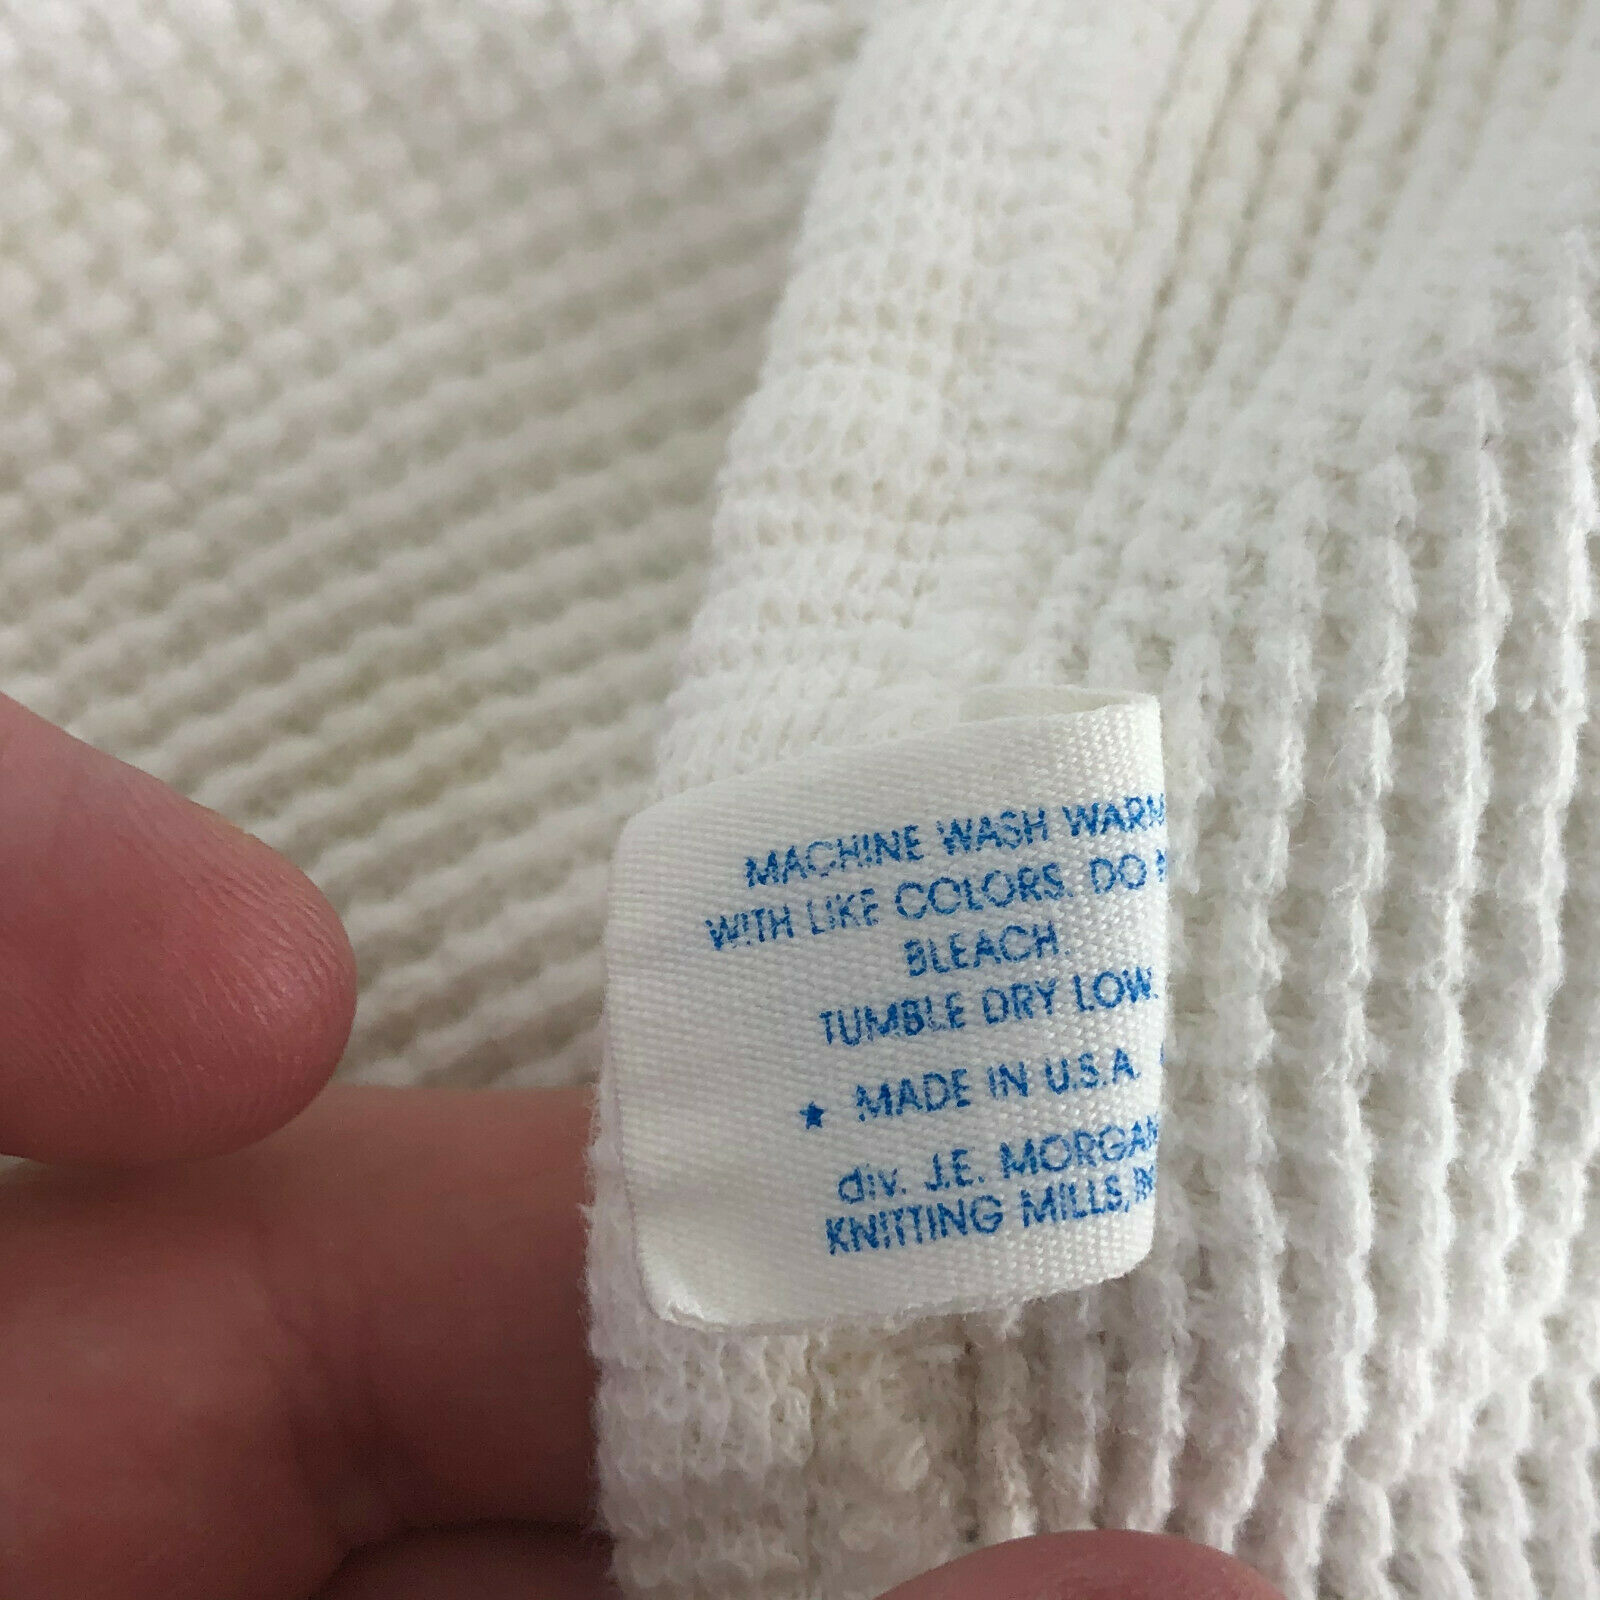 MACHINE WASH WARM
WITH LIKE COLORS. DO
BLEACH.
TUMBLE DRY LOW.
★ MADE IN U.S.A.
div. J.E. MORGAN
KNITTING MILLS,